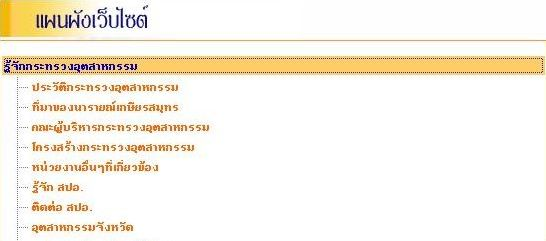 แผนผังเว็บไซต์
รู้จักกระทรวงอุตสาหกรรม
ประวัติกระทรวงอุตสาหกรรม
ที่มาของนารายณ์เกษียรสมุทร
คณะผู้บริหารกระทรวงอุตสาหกรรม
โครงสร้างกระทรวงอุตสาหกรรม
หน่วยงานอื่นๆที่เกี่ยวข้อง
รู้จัก สปอ.
ติดต่อ สปอ.
อุตสาหกรรมจังหวัด